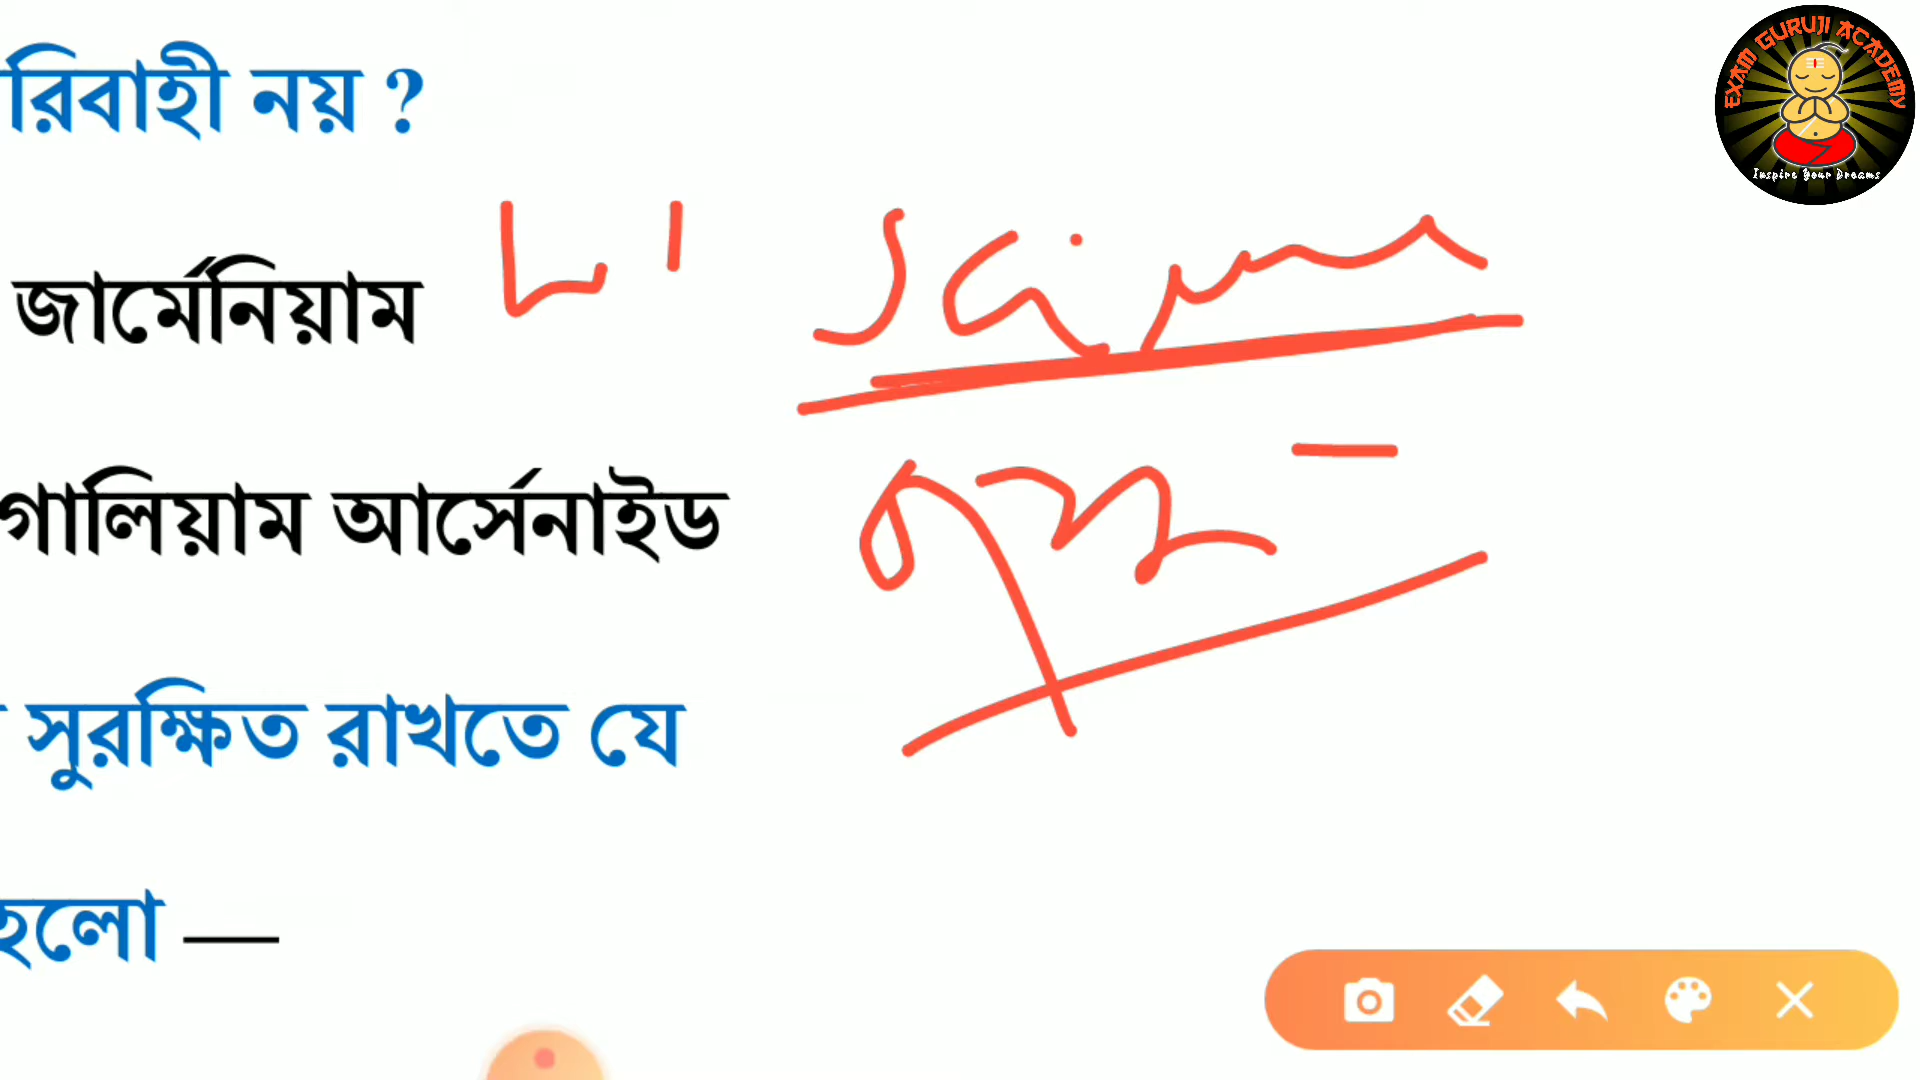 রিবাহী নয় ?
জার্মেনিয়াম
গালিয়াম আর্সেনাইড
সুরক্ষিত রাখতে যে
হলো —
EXAM GURUJI ACADEMY
Inspire Your Dreams